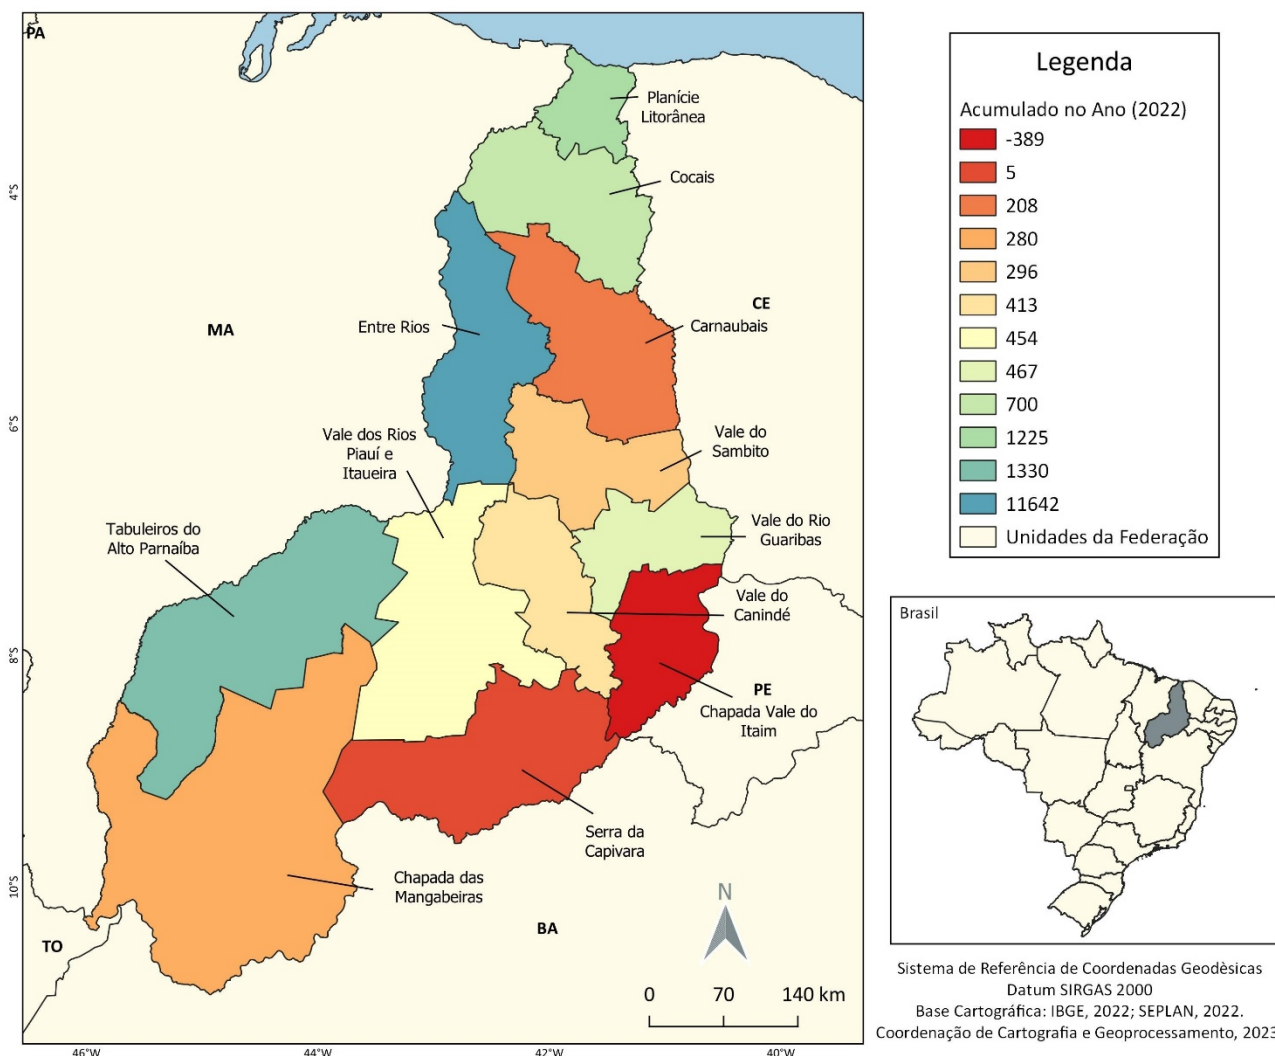 PA
Planície
Litorânea
Cocais
4°S
CE
MA
Entre Rios
Carnaubais
6°S
Vale dos Rios
Piauí e
Itaueira
Vale do
Sambito
Tabuleiros do
Alto Parnaíba
Vale do Rio
Guaribas
Vale do
Canindé
8°S
PE
Chapada Vale do
Itaim
Serra da
Capivara
Chapada das
Mangabeiras
10°S
TO
BA
N
0 70 140 km
46°W 44°W 42°W 40°W
Legenda
Acumulado no Ano (2022)
-389
5
208
280
296
413
454
467
700
1225
1330
11642
Unidades da Federação
Brasil
Sistema de Referência de Coordenadas Geodèsicas
Datum SIRGAS 2000
Base Cartográfica: IBGE, 2022; SEPLAN, 2022.
Coordenação de Cartografia e Geoprocessamento, 2023